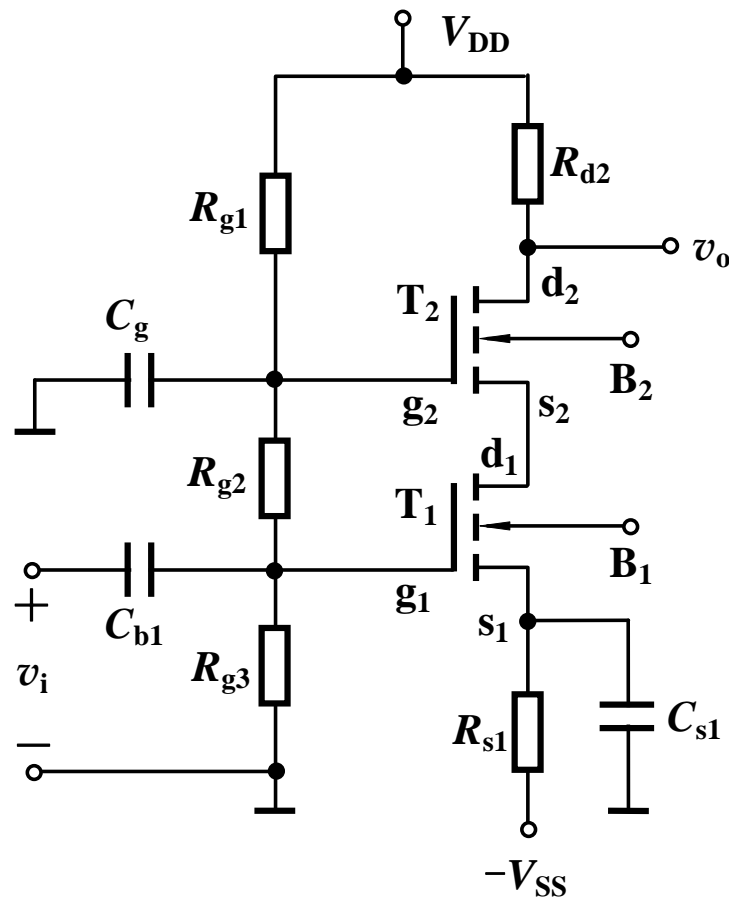 V_DD
R_d2
R_g1
v_o
d_2
T_2
C_g
B_2
g_2
s_2
d_1
R_g2
T_1
B_1
g_1
C_b1
+
s_1
v_i
R_g3
R_s1
C_s1
−
−V_SS